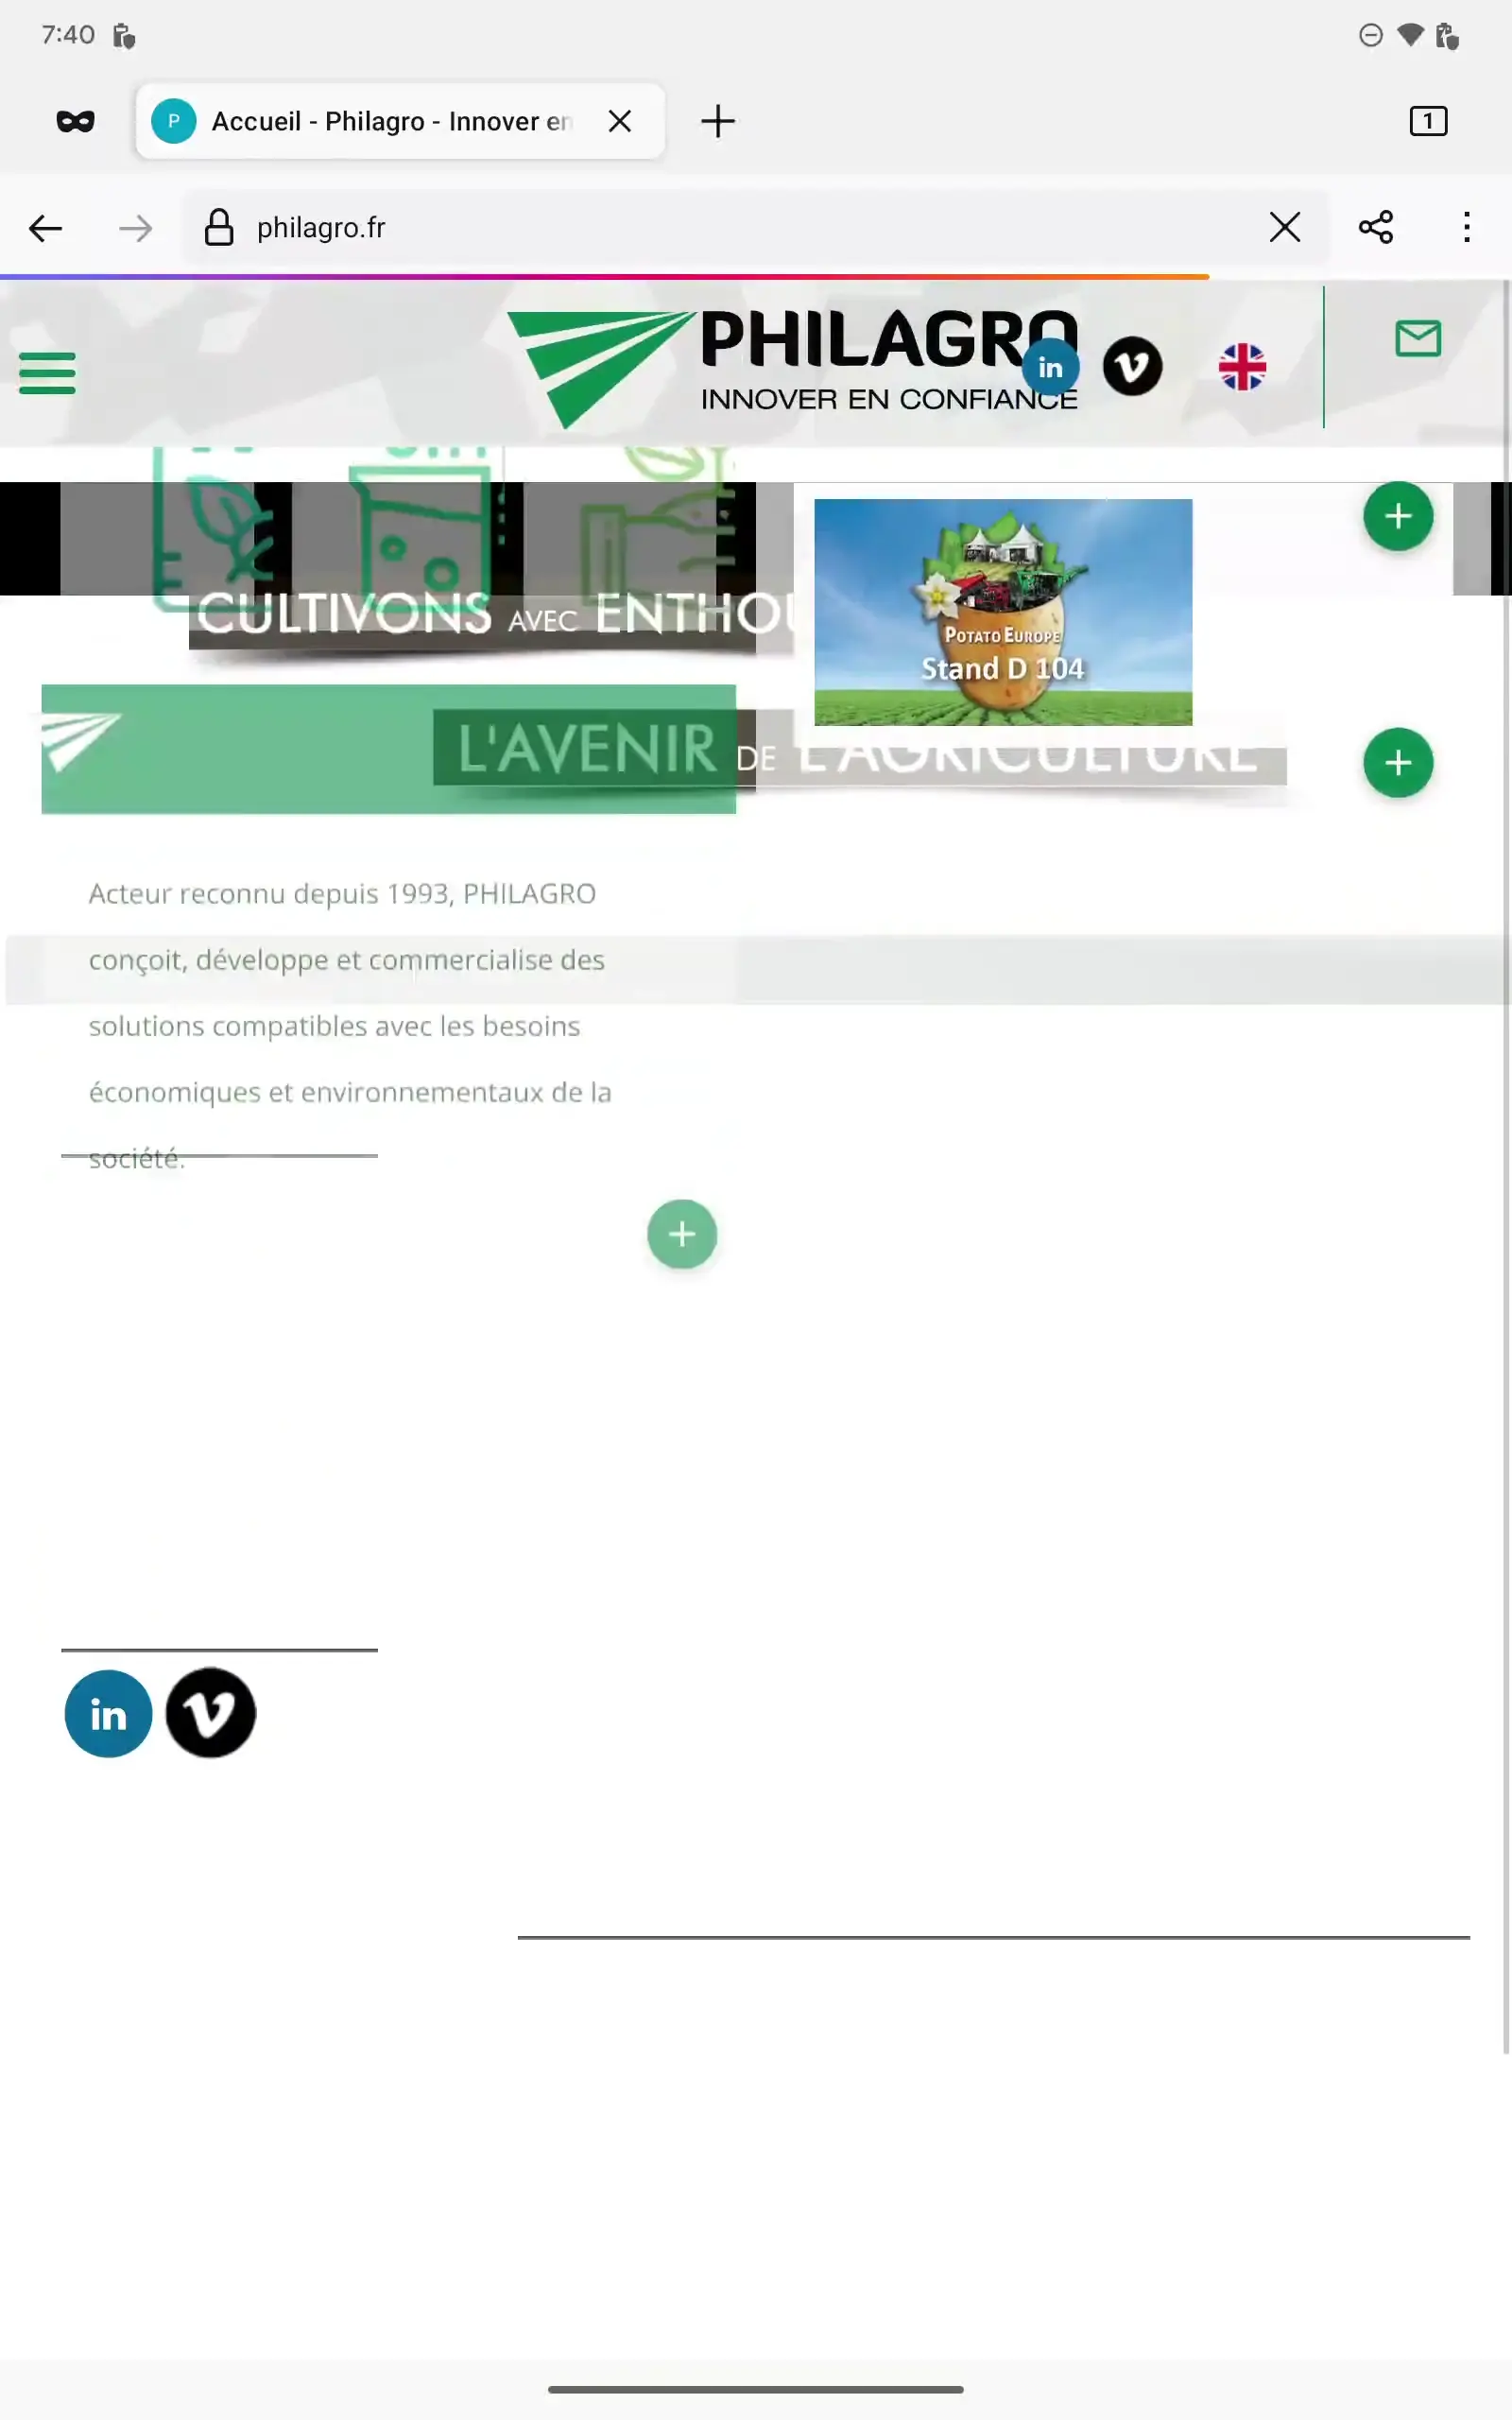 7:40
P
Accueil - Philagro - Innover en
1
philagro.fr
PHILAGRO
INNOVER EN CONFIANCE
in
CULTIVONS AVEC ENTHOU
POTATO EUROPE
Stand D 104
L'AVENIR DE L'AGRICULTURE
Acteur reconnu depuis 1993, PHILAGRO
conçoit, développe et commercialise des
solutions compatibles avec les besoins
économiques et environnementaux de la
société.
in